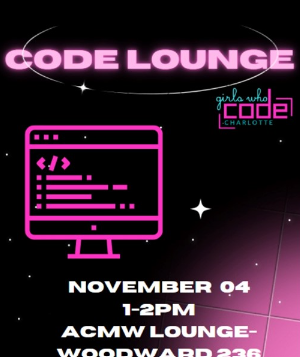 CODE LOUNGE
girls who
code
CHARLOTTE
</>
NOVEMBER 04
1-2PM
ACMW LOUNGE-
WOODWARD 236